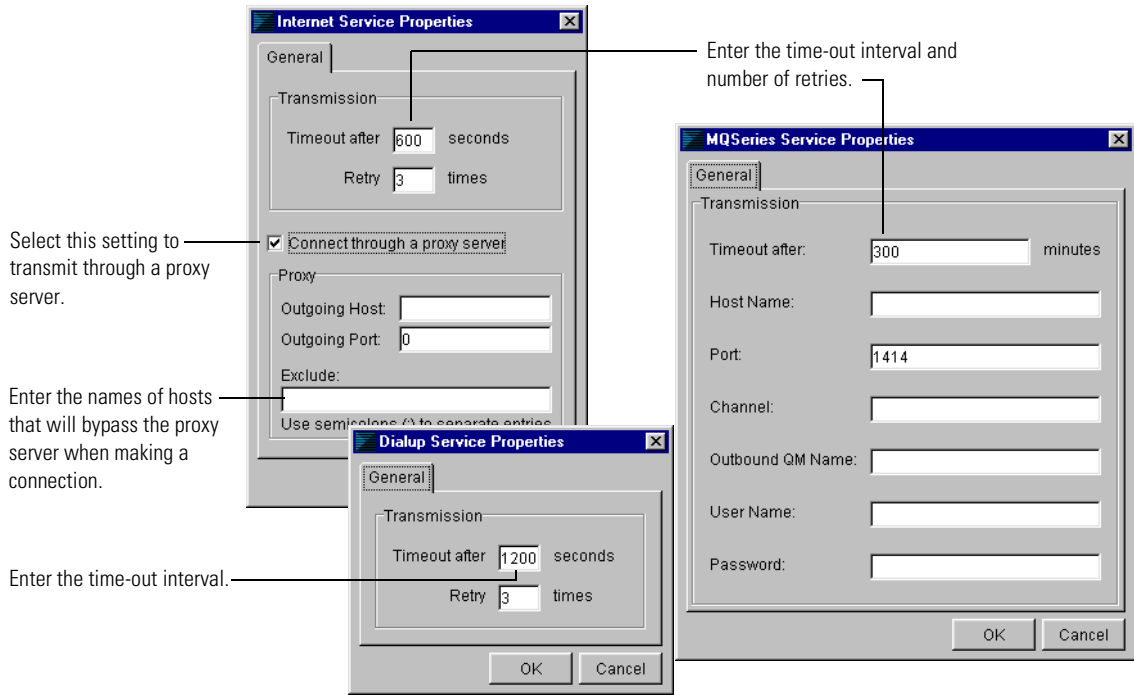 Internet Service Properties
General
Transmission
Timeout after 600 seconds
Retry 3 times
Connect through a proxy server
Proxy
Outgoing Host:
Outgoing Port: 0
Exclude:
Use semicolons (;) to separate entries
Enter the time-out interval and
number of retries.
Select this setting to
transmit through a proxy
server.
Enter the names of hosts
that will bypass the proxy
server when making a
connection.
Enter the time-out interval.
Dialup Service Properties
General
Transmission
Timeout after 1200 seconds
Retry 3 times
OK Cancel
MQSeries Service Properties
General
Transmission
Timeout after: 300 minutes
Host Name:
Port: 1414
Channel:
Outbound QM Name:
User Name:
Password:
OK Cancel